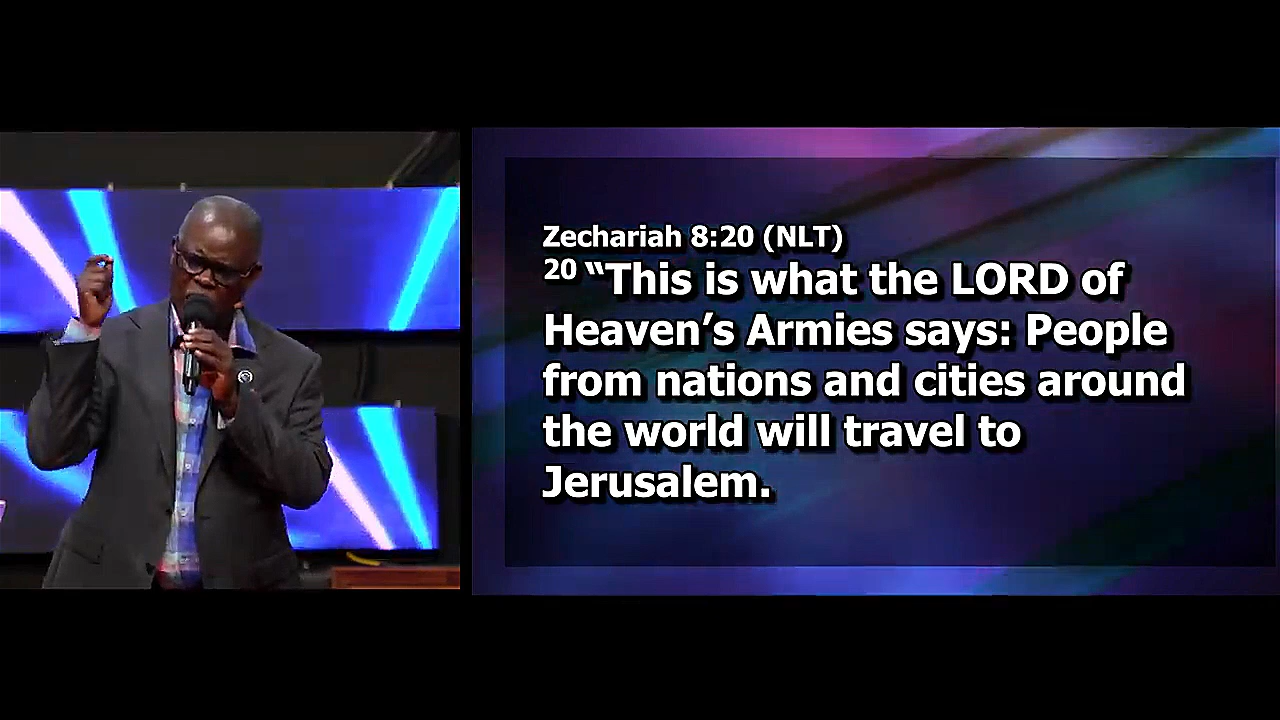 Zechariah 8:20 (NLT)
20 “This is what the LORD of
Heaven’s Armies says: People
from nations and cities around
the world will travel to
Jerusalem.